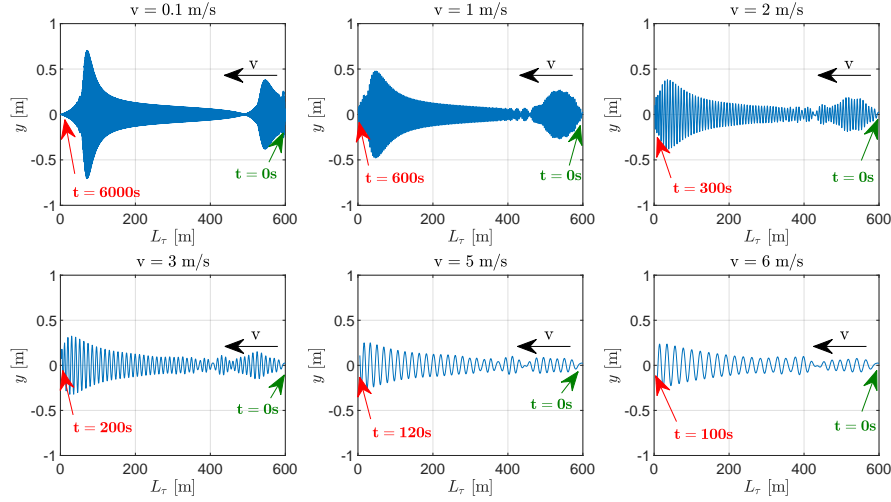 v = 0.1 m/s
v = 1 m/s
v = 2 m/s
1
0.5
0
-0.5
-1
y [m]
v
t = 6000s
t = 0s
0 200 400 600
L_τ [m]
1
0.5
0
-0.5
-1
y [m]
v
t = 600s
t = 0s
0 200 400 600
L_τ [m]
1
0.5
0
-0.5
-1
y [m]
v
t = 300s
t = 0s
0 200 400 600
L_τ [m]
v = 3 m/s
v = 5 m/s
v = 6 m/s
1
0.5
0
-0.5
-1
y [m]
v
t = 200s
t = 0s
0 200 400 600
L_τ [m]
1
0.5
0
-0.5
-1
y [m]
v
t = 120s
t = 0s
0 200 400 600
L_τ [m]
1
0.5
0
-0.5
-1
y [m]
v
t = 100s
t = 0s
0 200 400 600
L_τ [m]